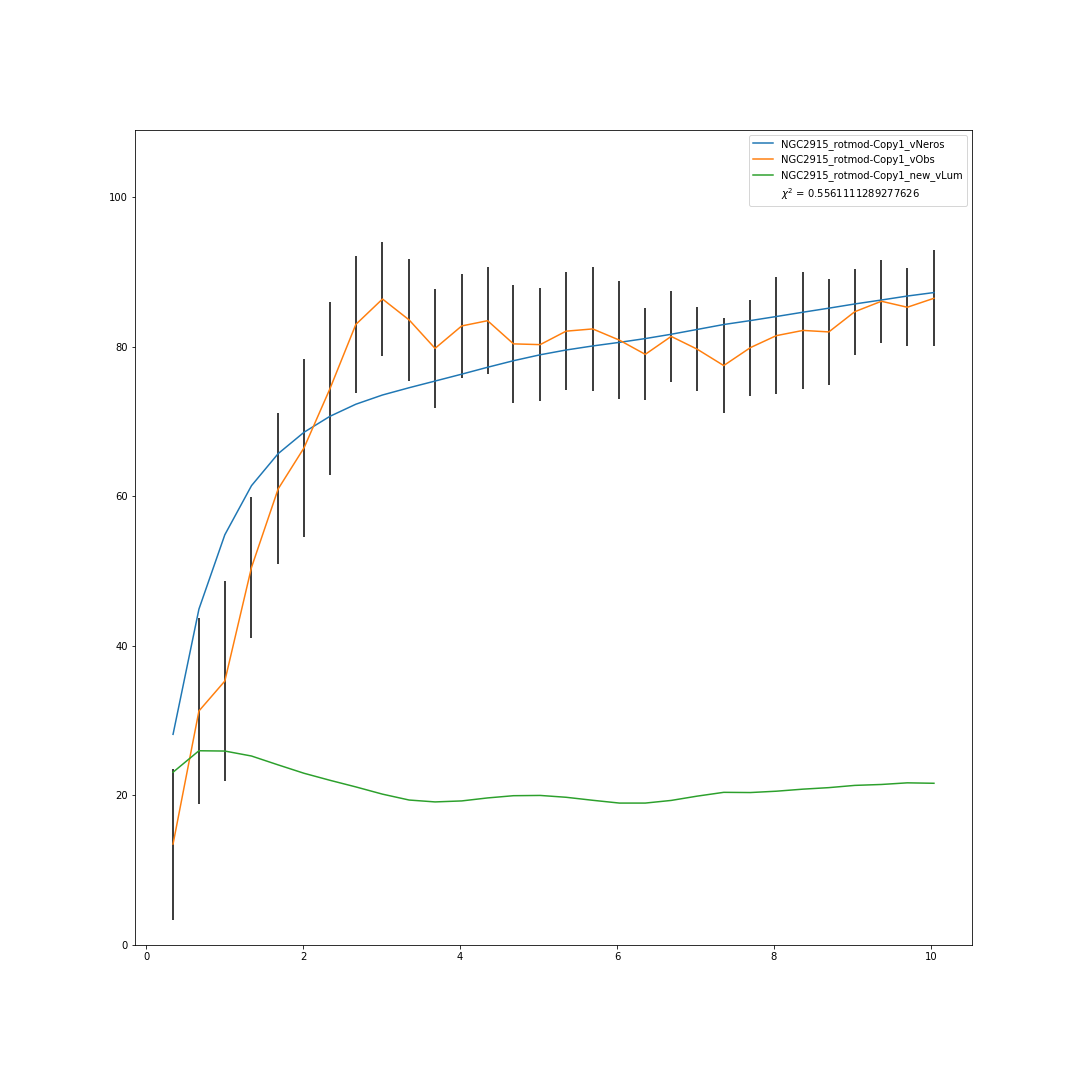 NGC2915_rotmod-Copy1_vNeros
NGC2915_rotmod-Copy1_vObs
NGC2915_rotmod-Copy1_new_vLum
χ² = 0.5561111289277626
100
80
60
40
20
0
0 2 4 6 8 10